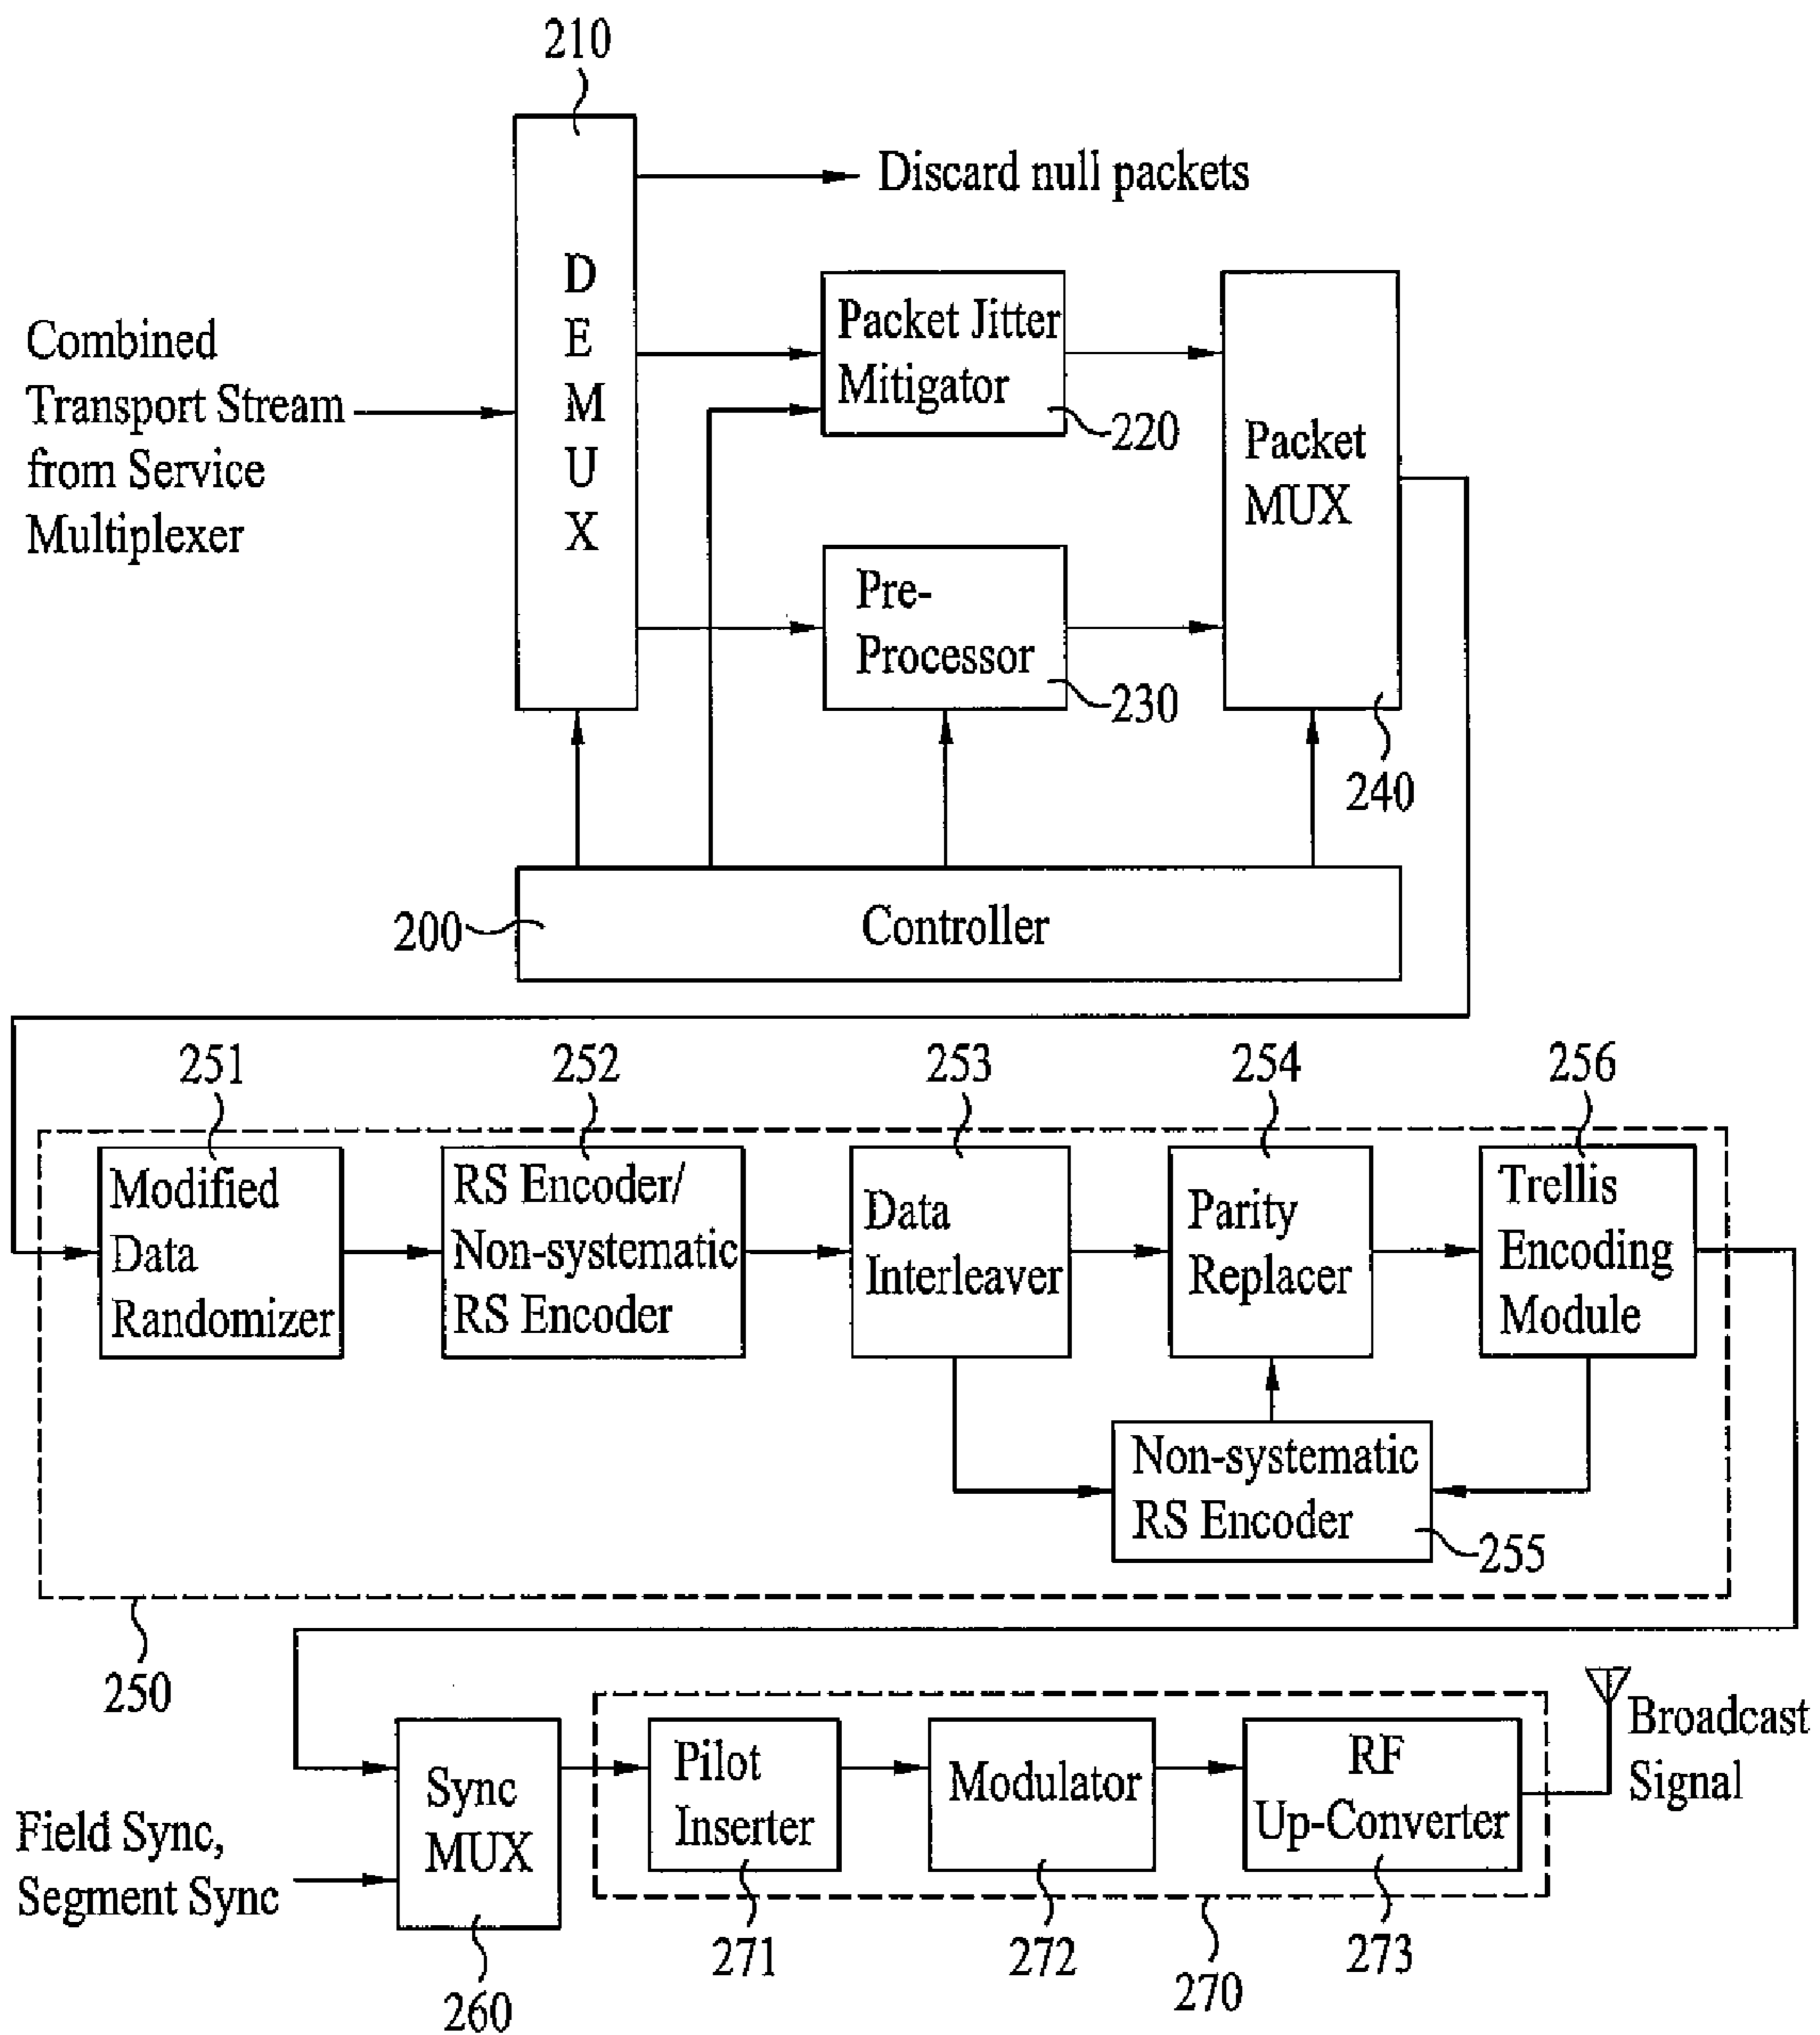 210
Discard null packets
D
E
M
U
X
Combined
Transport Stream
from Service
Multiplexer
Packet Jitter
Mitigator
220
Packet
MUX
Pre-
Processor
230
240
200
Controller
251
252
253
254
256
Modified
Data
Randomizer
RS Encoder/
Non-systematic
RS Encoder
Data
Interleaver
Parity
Replacer
Trellis
Encoding
Module
Non-systematic
RS Encoder
255
250
Field Sync,
Segment Sync
Sync
MUX
Pilot
Inserter
Modulator
RF
Up-Converter
Broadcast
Signal
260
271
272
270
273